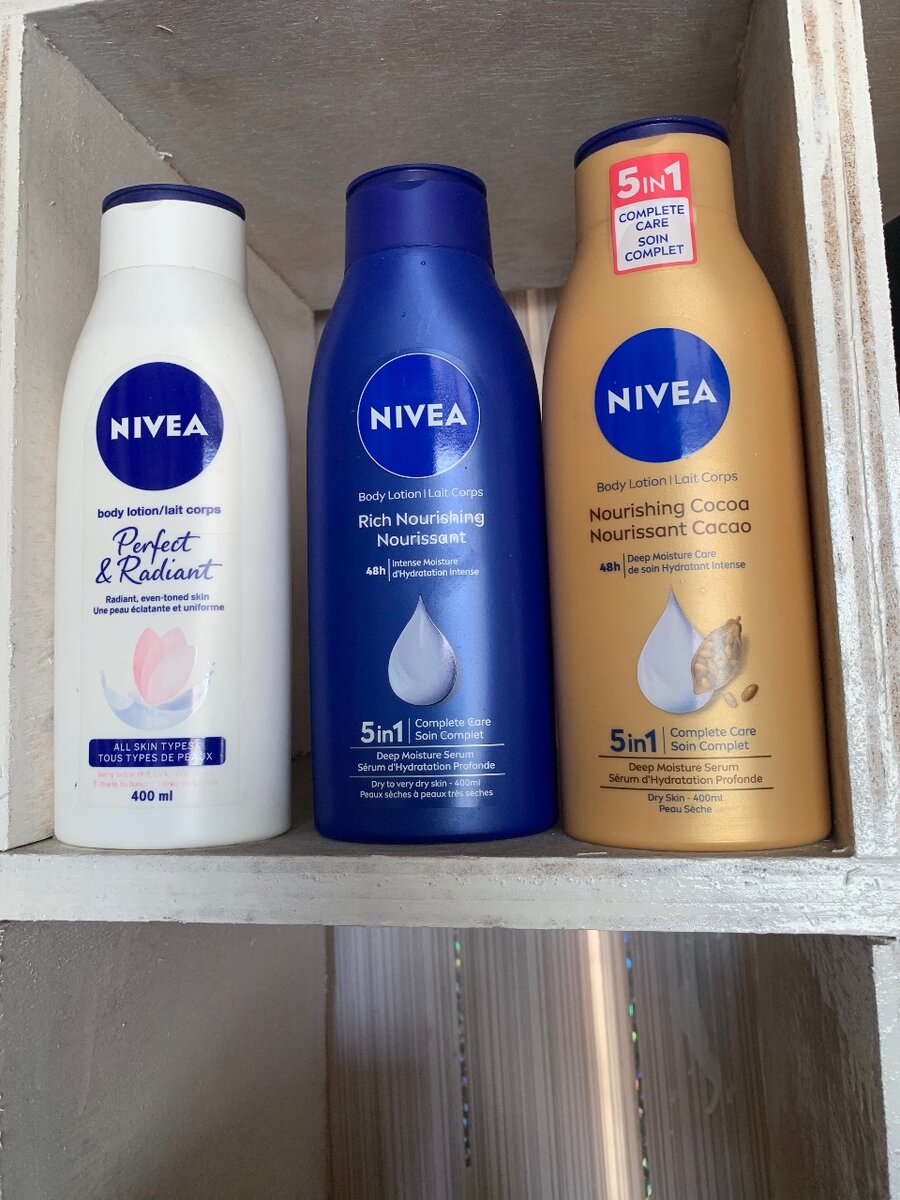 NIVEA
body lotion/lait corps
Perfect
& Radiant
Radiant, even-toned skin
Une peau éclatante et uniforme
ALL SKIN TYPES
TOUS TYPES DE PEAUX
400 ml
NIVEA
Body Lotion | Lait Corps
Rich Nourishing
Nourissant
48h | Intense Moisture
d'Hydratation Intense
5in1 | Complete Care
Soin Complet
Deep Moisture Serum
Sérum d'Hydratation Profonde
Dry to very dry skin - 400ml
Peaux sèches à peaux très sèches
5IN1
COMPLETE
CARE
SOIN
COMPLET
NIVEA
Body Lotion | Lait Corps
Nourishing Cocoa
Nourissant Cacao
48h | Deep Moisture Care
de soin Hydratant Intense
5in1 | Complete Care
Soin Complet
Deep Moisture Serum
Sérum d'Hydratation Profonde
Dry Skin - 400ml
Peau Sèche